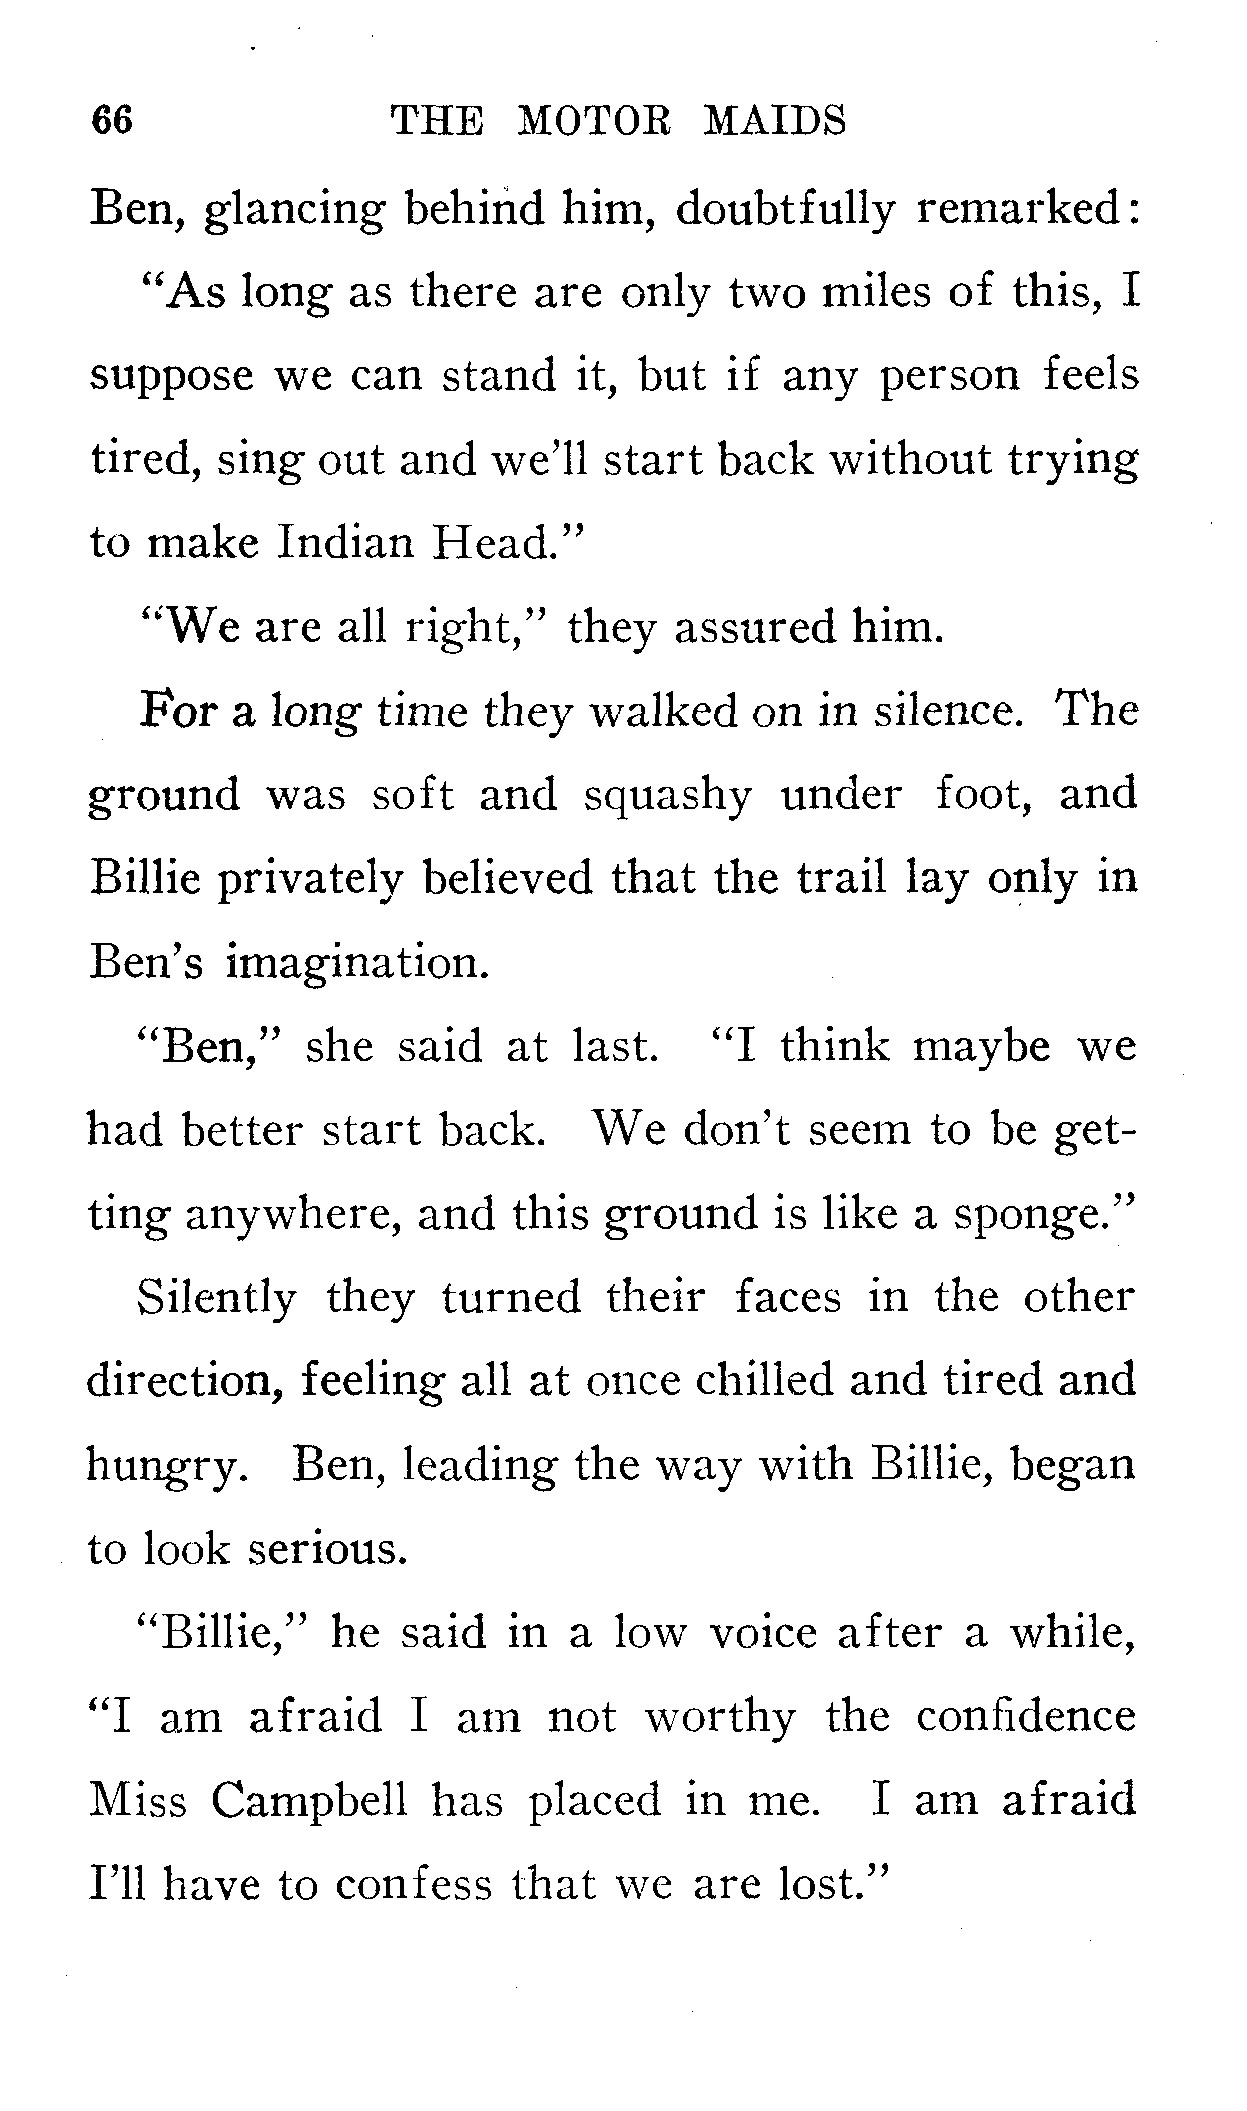 66 THE MOTOR MAIDS
Ben, glancing behind him, doubtfully remarked:
“As long as there are only two miles of this, I
suppose we can stand it, but if any person feels
tired, sing out and we’ll start back without trying
to make Indian Head.”
“We are all right,” they assured him.
For a long time they walked on in silence. The
ground was soft and squashy under foot, and
Billie privately believed that the trail lay only in
Ben’s imagination.
“Ben,” she said at last. “I think maybe we
had better start back. We don’t seem to be get-
ting anywhere, and this ground is like a sponge.”
Silently they turned their faces in the other
direction, feeling all at once chilled and tired and
hungry. Ben, leading the way with Billie, began
to look serious.
“Billie,” he said in a low voice after a while,
“I am afraid I am not worthy the confidence
Miss Campbell has placed in me. I am afraid
I’ll have to confess that we are lost.”